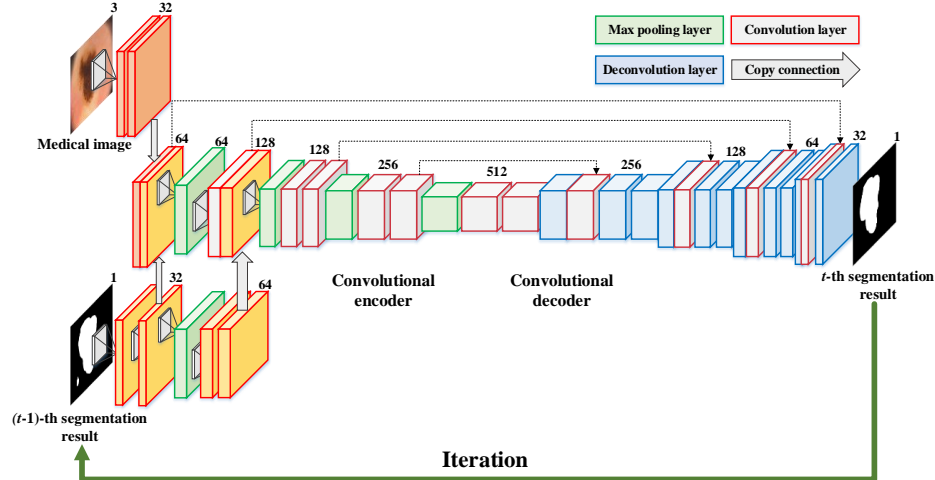 3
32
Max pooling layer
Convolution layer
Deconvolution layer
Copy connection
Medical image
64
64
128
128
256
512
256
128
64
32
1
1
32
64
Convolutional
encoder
Convolutional
decoder
t-th segmentation
result
(t-1)-th segmentation
result
Iteration